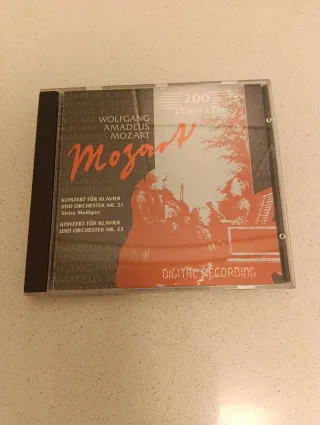 200
1756 - 1791
WOLFGANG
AMADEUS
MOZART
Mozart
KONZERT FÜR KLAVIER
UND ORCHESTER NR. 21
'Elvira Madigan'
KONZERT FÜR KLAVIER
UND ORCHESTER NR. 23
DIGITAL RECORDING